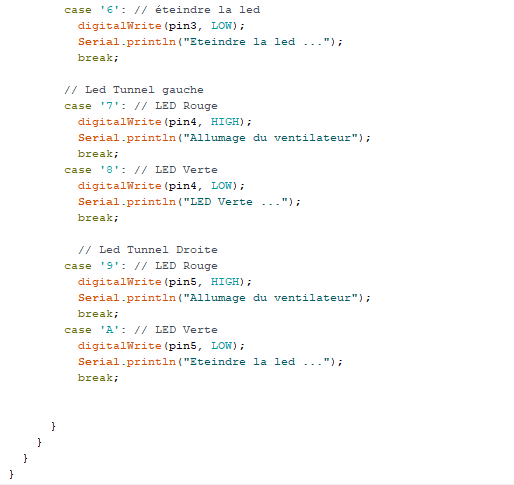 case '6': // éteindre la led
digitalWrite(pin3, LOW);
Serial.println("Eteindre la led ...");
break;
// Led Tunnel gauche
case '7': // LED Rouge
digitalWrite(pin4, HIGH);
Serial.println("Allumage du ventilateur");
break;
case '8': // LED Verte
digitalWrite(pin4, LOW);
Serial.println("LED Verte ...");
break;
// Led Tunnel Droite
case '9': // LED Rouge
digitalWrite(pin5, HIGH);
Serial.println("Allumage du ventilateur");
break;
case 'A': // LED Verte
digitalWrite(pin5, LOW);
Serial.println("Eteindre la led ...");
break;
}
}
}
}